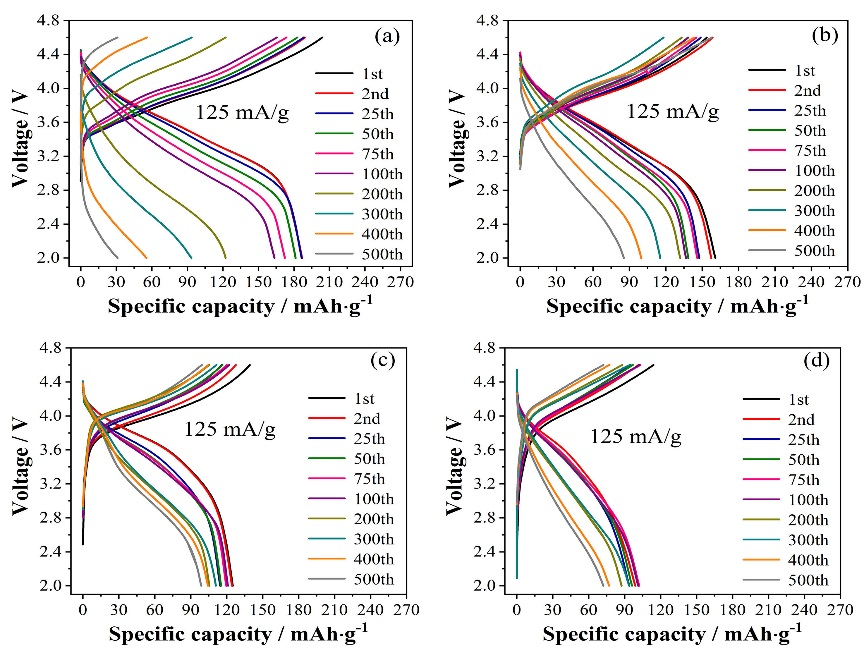 (a)
4.8
4.4
4.0
3.6
3.2
2.8
2.4
2.0
Voltage / V
125 mA/g
1st
2nd
25th
50th
75th
100th
200th
300th
400th
500th
0 30 60 90 120 150 180 210 240 270
Specific capacity / mAh·g⁻¹
(b)
4.8
4.4
4.0
3.6
3.2
2.8
2.4
2.0
Voltage / V
125 mA/g
1st
2nd
25th
50th
75th
100th
200th
300th
400th
500th
0 30 60 90 120 150 180 210 240 270
Specific capacity / mAh·g⁻¹
(c)
4.8
4.4
4.0
3.6
3.2
2.8
2.4
2.0
Voltage / V
125 mA/g
1st
2nd
25th
50th
75th
100th
200th
300th
400th
500th
0 30 60 90 120 150 180 210 240 270
Specific capacity / mAh·g⁻¹
(d)
4.8
4.4
4.0
3.6
3.2
2.8
2.4
2.0
Voltage / V
125 mA/g
1st
2nd
25th
50th
75th
100th
200th
300th
400th
500th
0 30 60 90 120 150 180 210 240 270
Specific capacity / mAh·g⁻¹